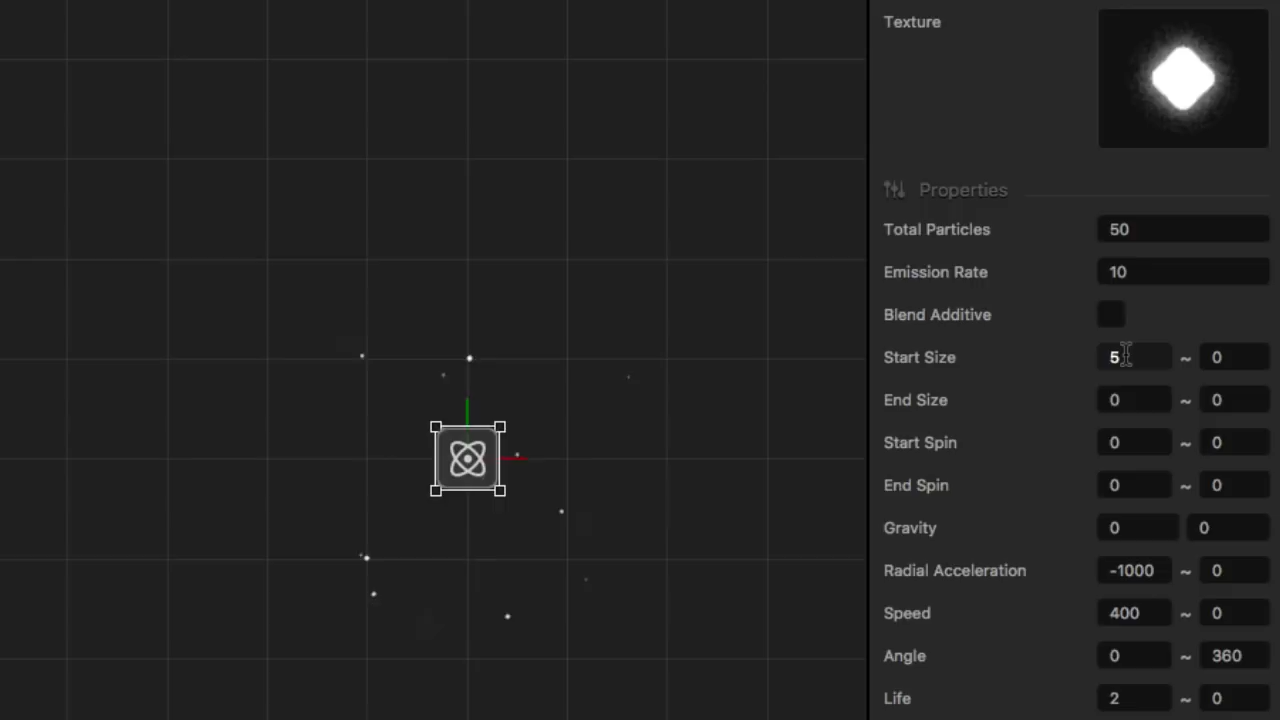 Texture
Properties
Total Particles 50
Emission Rate 10
Blend Additive
Start Size 5 ~ 0
End Size 0 ~ 0
Start Spin 0 ~ 0
End Spin 0 ~ 0
Gravity 0 0
Radial Acceleration -1000 ~ 0
Speed 400 ~ 0
Angle 0 ~ 360
Life 2 ~ 0